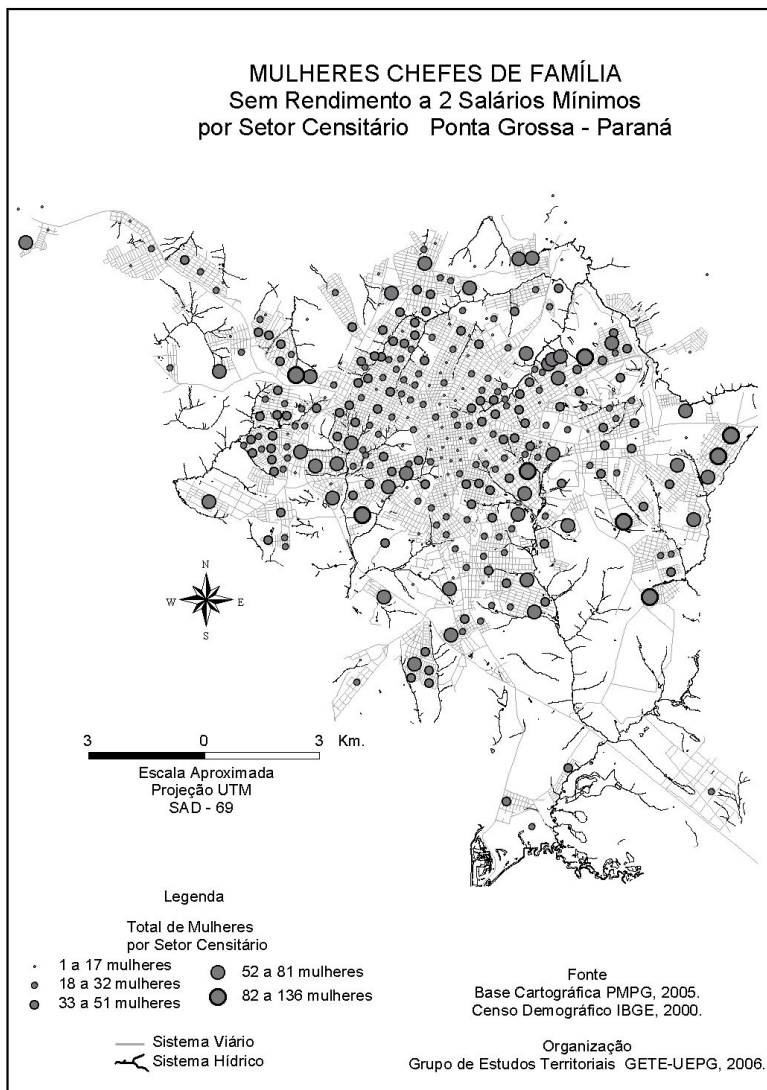 MULHERES CHEFES DE FAMÍLIA
Sem Rendimento a 2 Salários Mínimos
por Setor Censitário Ponta Grossa - Paraná
N
W E
S
3 0 3 Km.
Escala Aproximada
Projeção UTM
SAD - 69
Legenda
Total de Mulheres
por Setor Censitário
1 a 17 mulheres
18 a 32 mulheres
33 a 51 mulheres
52 a 81 mulheres
82 a 136 mulheres
Sistema Viário
Sistema Hídrico
Fonte
Base Cartográfica PMPG, 2005.
Censo Demográfico IBGE, 2000.
Organização
Grupo de Estudos Territoriais GETE-UEPG, 2006.